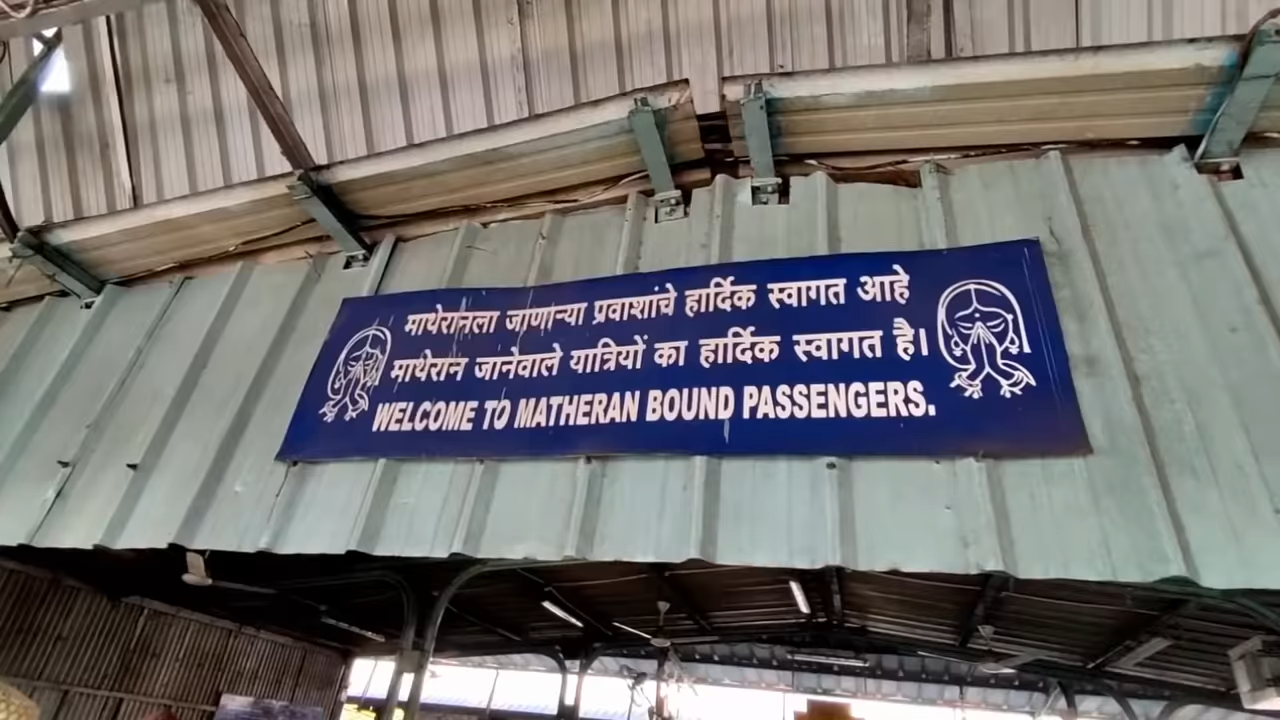 माथेरानला जाणाऱ्या प्रवाशांचे हार्दिक स्वागत आहे
माथेरान जानेवाले यात्रियों का हार्दिक स्वागत है।
WELCOME TO MATHERAN BOUND PASSENGERS.